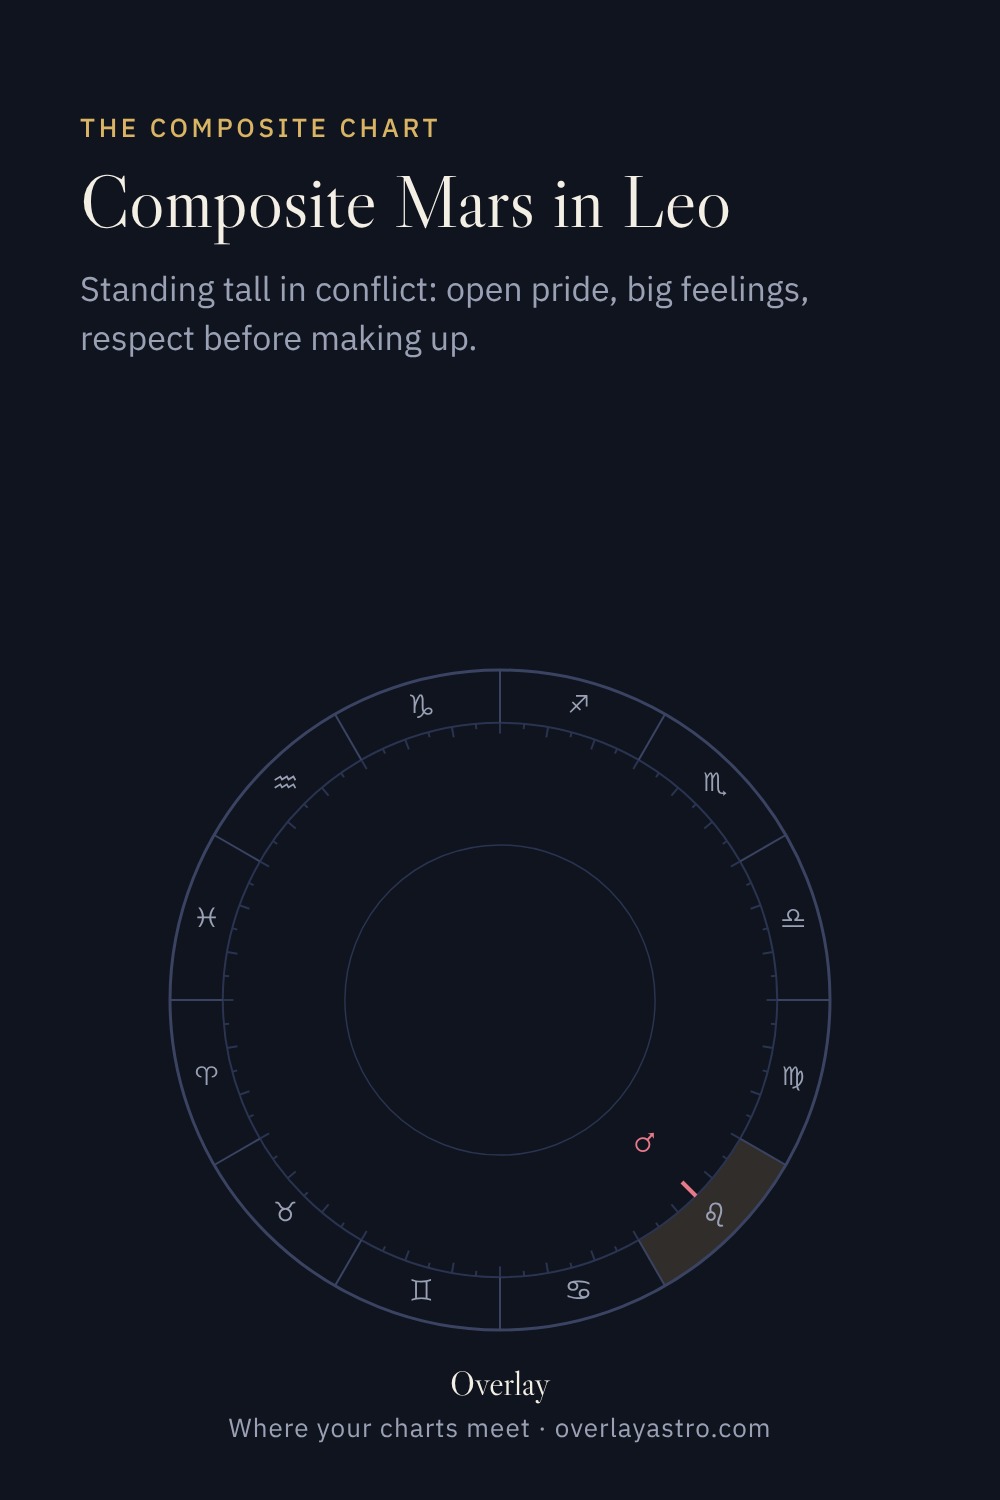 THE COMPOSITE CHART
Composite Mars in Leo
Standing tall in conflict: open pride, big feelings,
respect before making up.
♑ ♐
♒ ♏
♓ ♎
♈ ♍
♂
♉ ♌
♊ ♋
Overlay
Where your charts meet · overlayastro.com